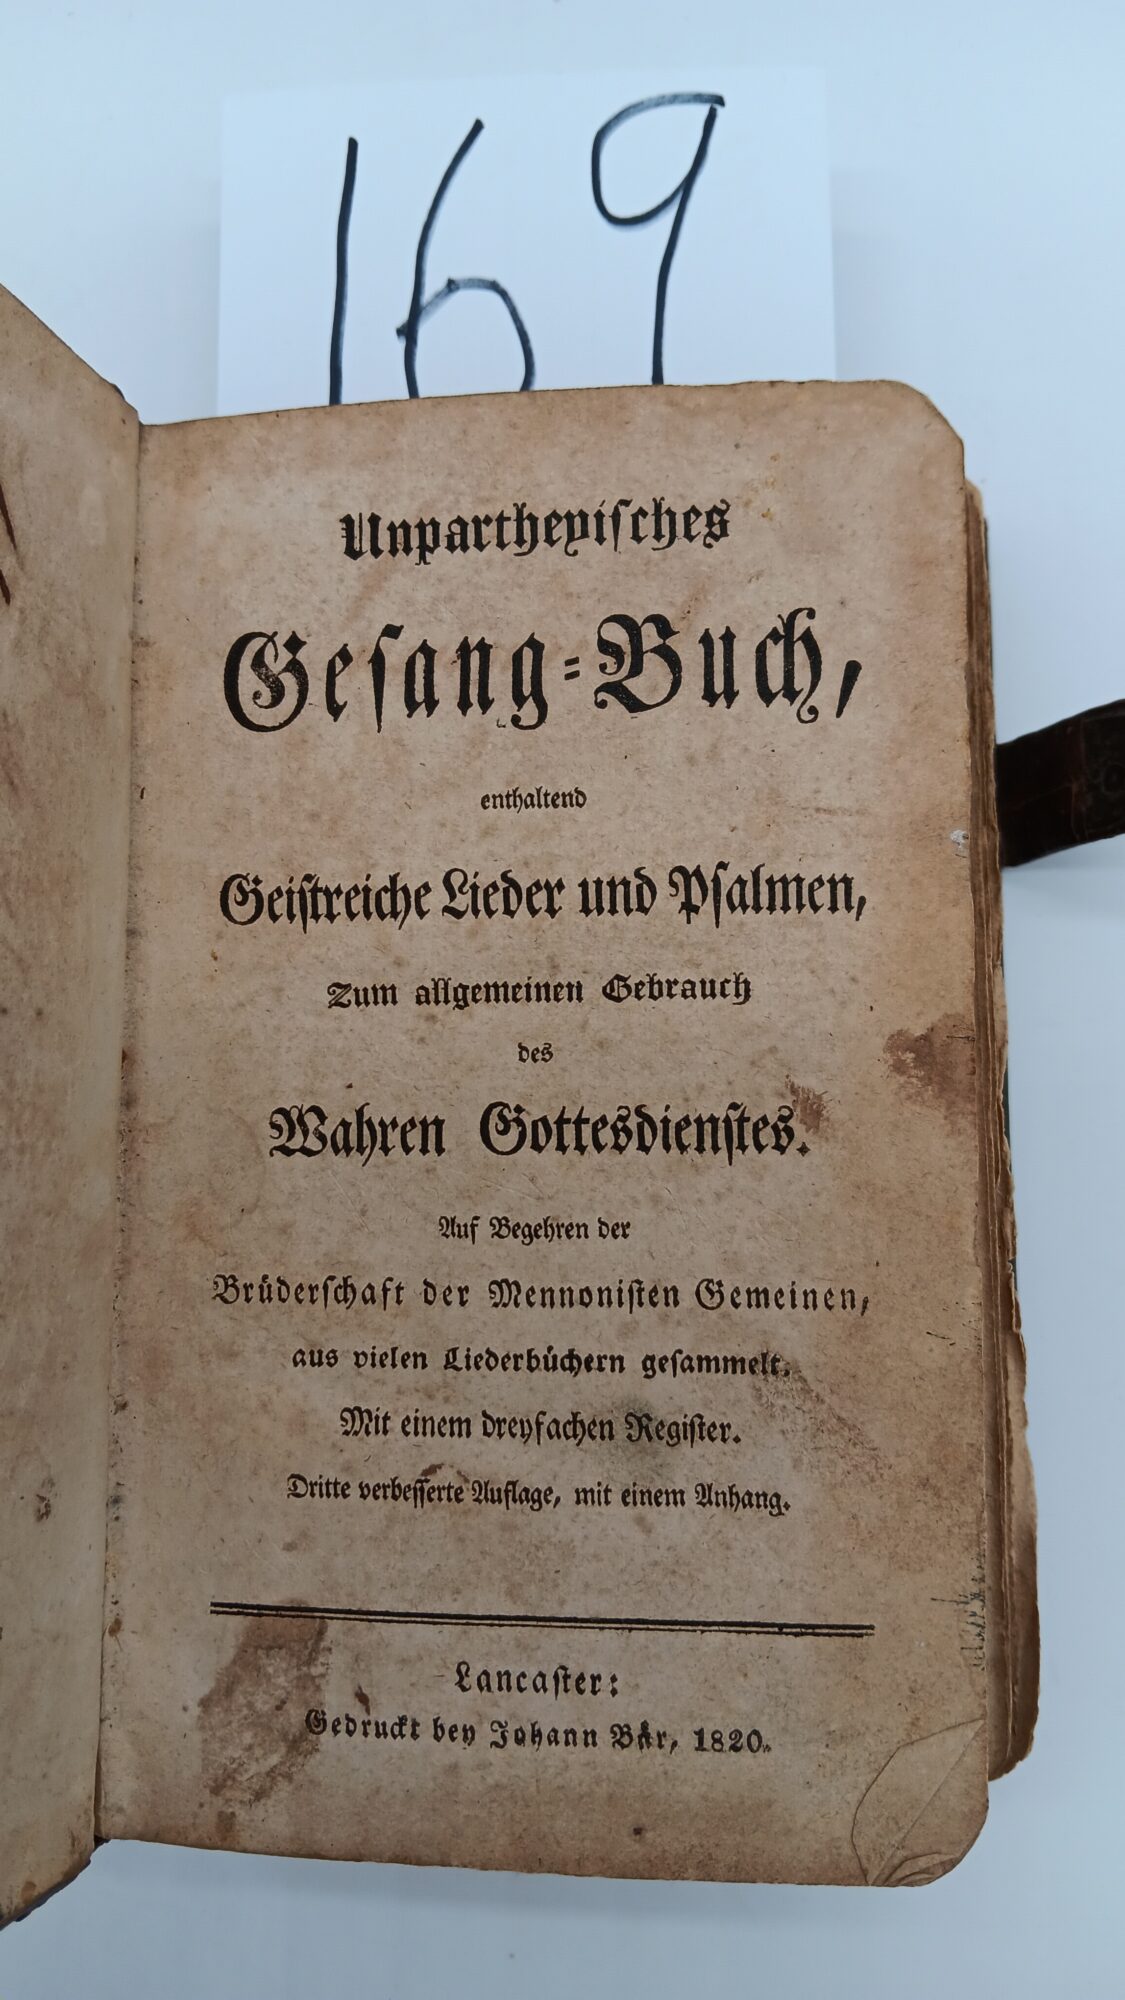 169
Unpartheyiſches
Geſang-Buch,
enthaltend
Geiſtreiche Lieder und Pſalmen,
Zum allgemeinen Gebrauch
des
Wahren Gottesdienſtes.
Auf Begehren der
Brüderſchaft der Mennoniſten Gemeinen,
aus vielen Liederbüchern geſammelt.
Mit einem dreyfachen Regiſter.
Dritte verbeſſerte Auflage, mit einem Anhang.
Lancaſter:
Gedruckt bey Johann Bär, 1820.